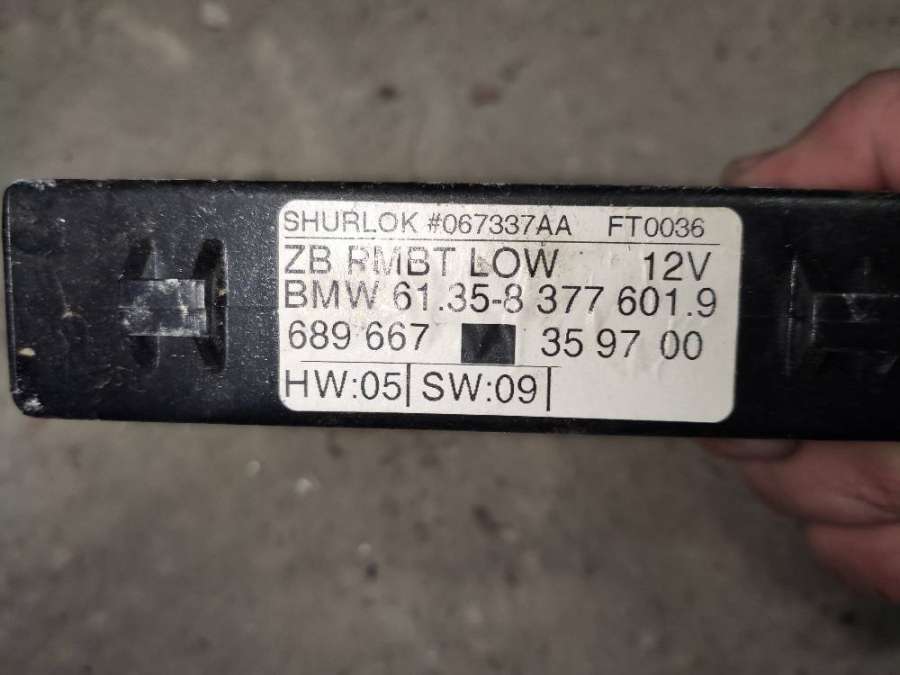 SHURLOK #067337AA FT0036
ZB RMBT LOW 12V
BMW 61.35-8 377 601.9
689 667 35 97 00
HW:05 SW:09